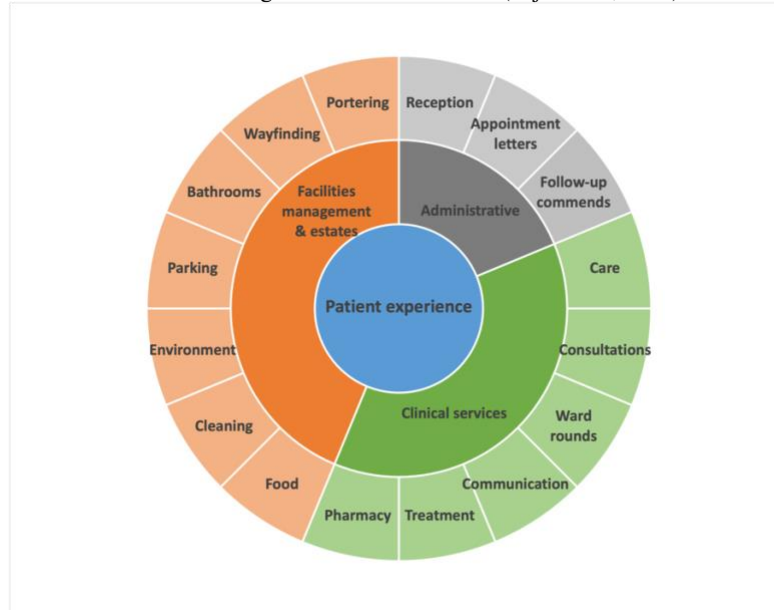 Portering
Reception
Wayfinding
Appointment
letters
Bathrooms
Facilities
management
& estates
Administrative
Follow-up
commends
Parking
Care
Patient experience
Environment
Consultations
Clinical services
Cleaning
Ward
rounds
Food
Communication
Pharmacy
Treatment